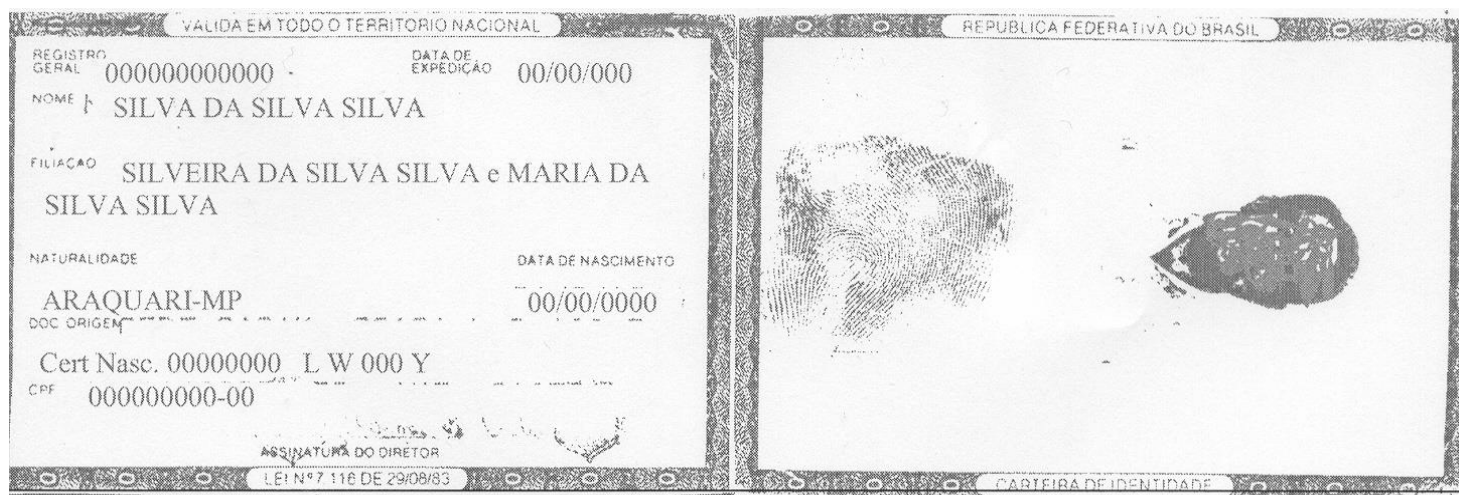 VALIDA EM TODO O TERRITORIO NACIONAL
REGISTRO GERAL 000000000000
DATA DE EXPEDIÇÃO 00/00/000
NOME SILVA DA SILVA SILVA
FILIAÇÃO SILVEIRA DA SILVA SILVA e MARIA DA
SILVA SILVA
NATURALIDADE DATA DE NASCIMENTO
ARAQUARI-MP 00/00/0000
DOC ORIGEM
Cert Nasc. 00000000 L W 000 Y
CPF 000000000-00
ASSINATURA DO DIRETOR
LEI Nº 7.116 DE 29/08/83
REPUBLICA FEDERATIVA DO BRASIL
CARTEIRA DE IDENTIDADE